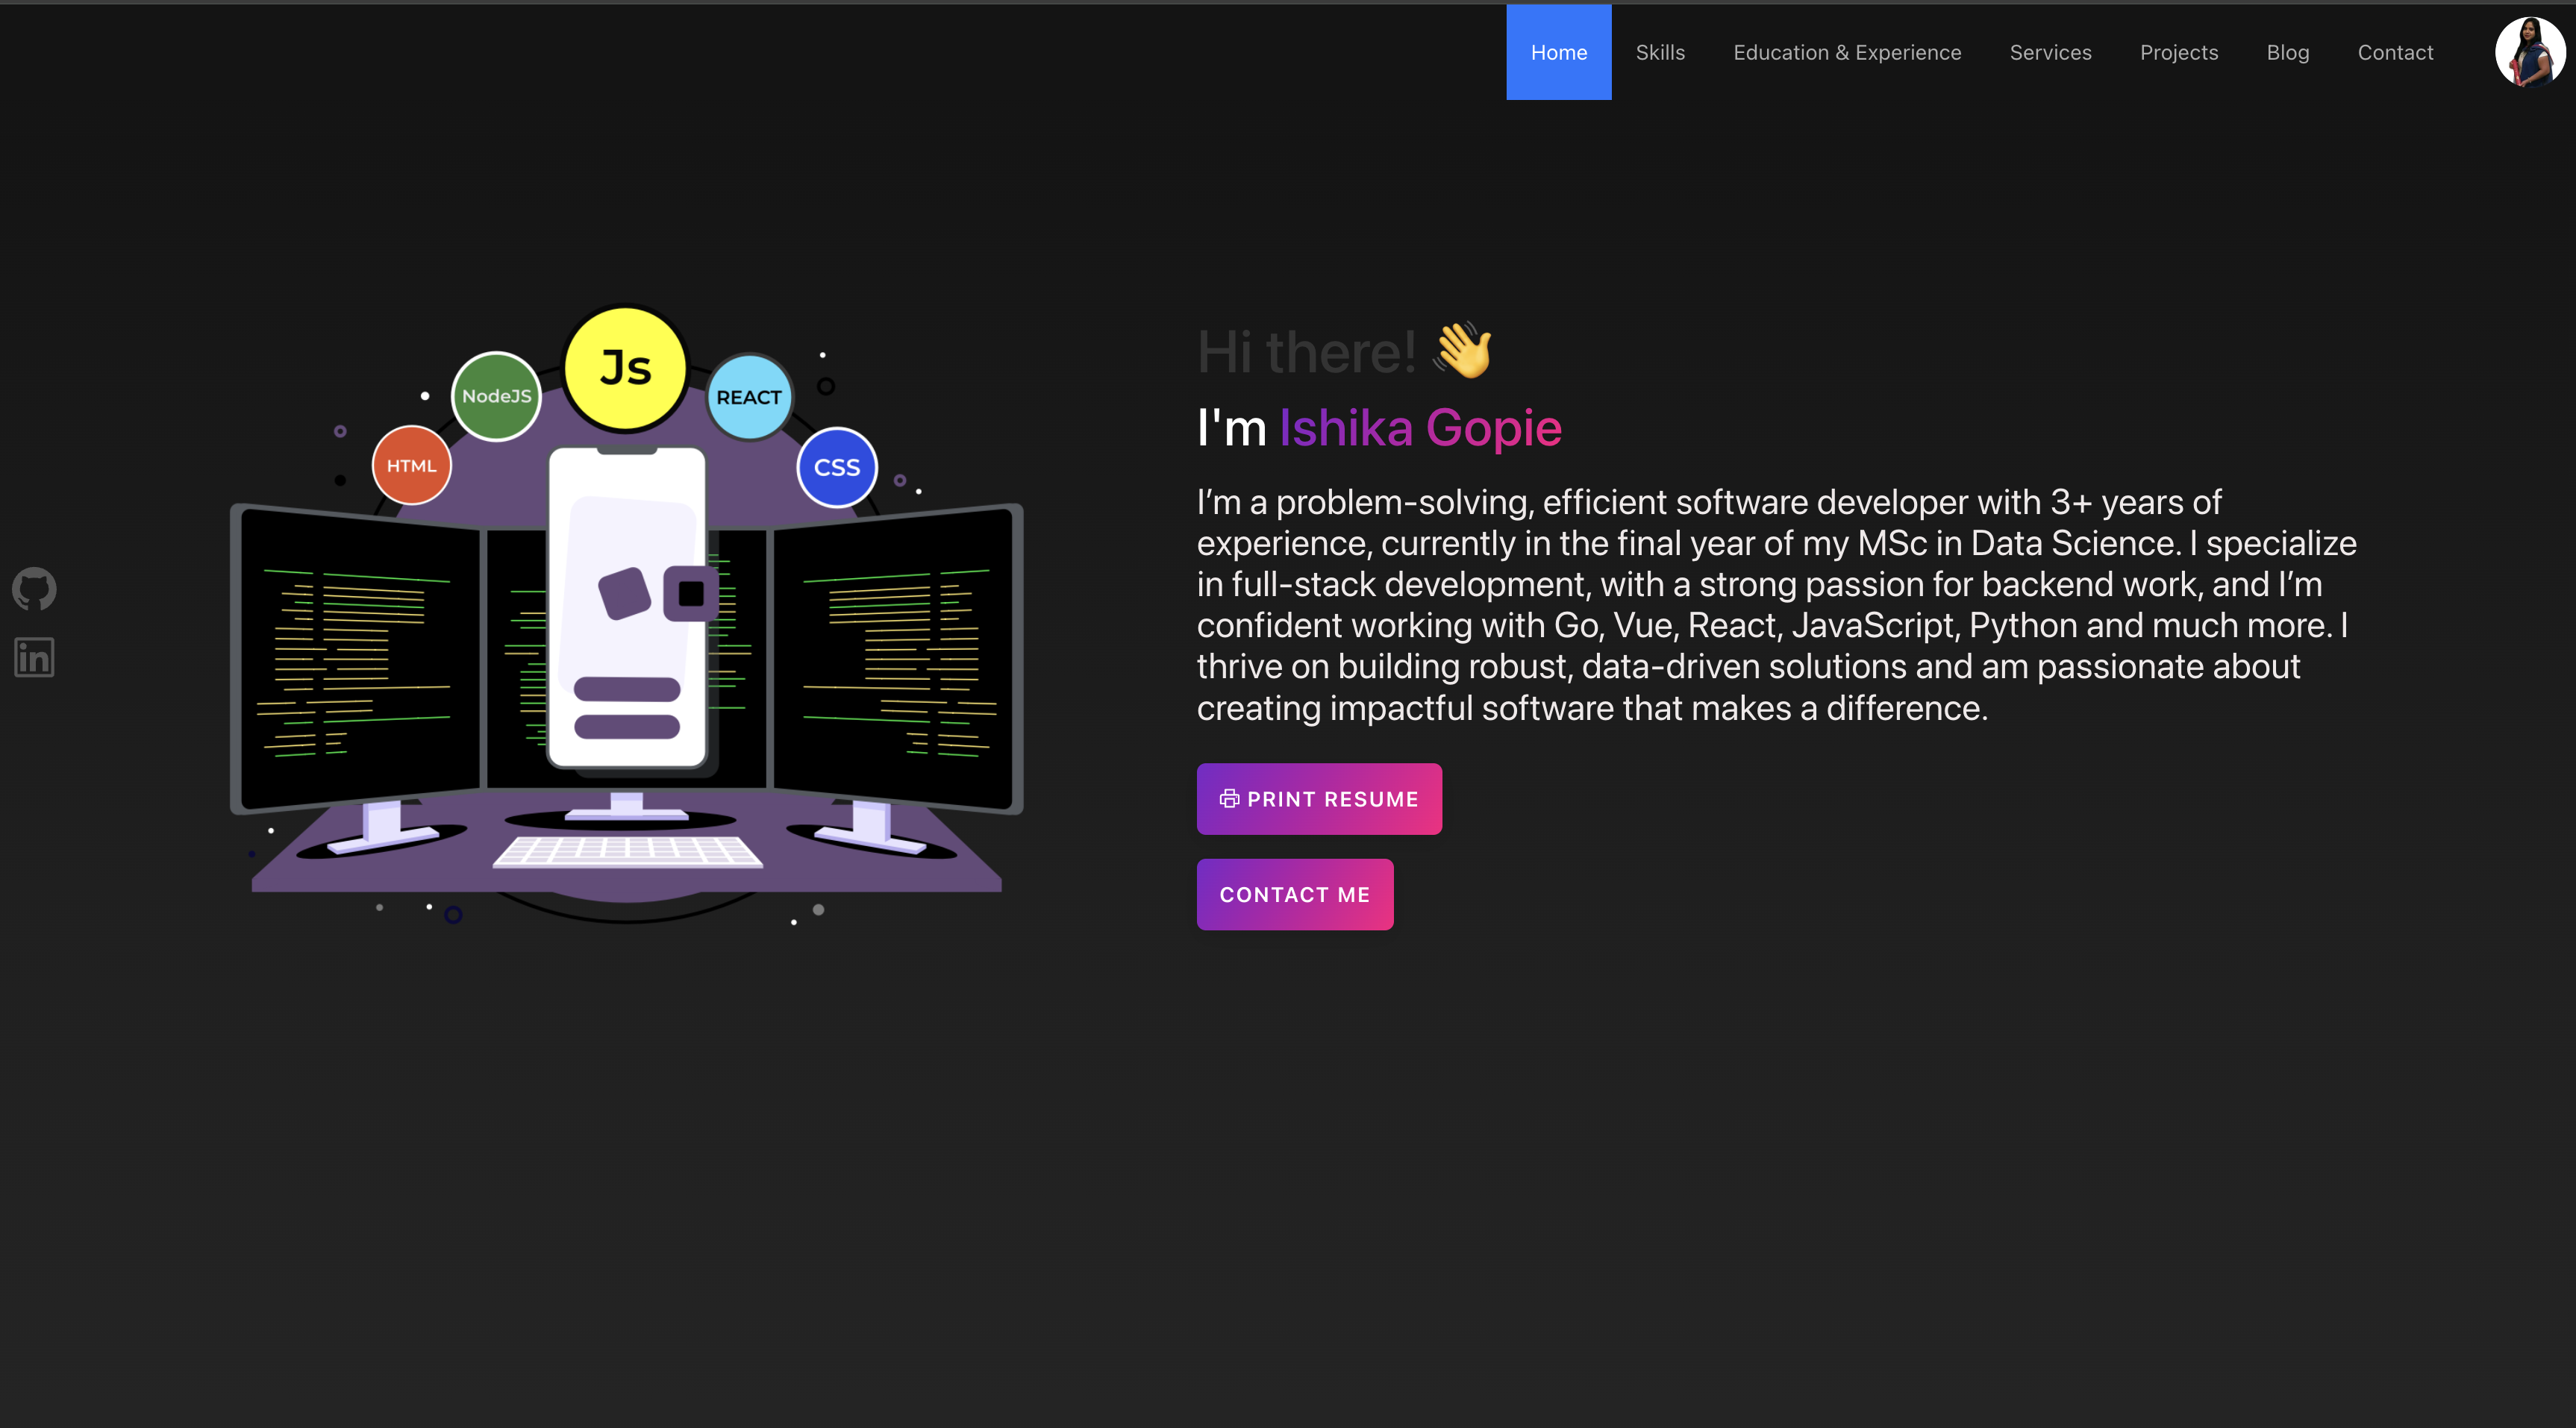 Home Skills Education & Experience Services Projects Blog Contact
Js
NodeJS
REACT
HTML
CSS
Hi there! 👋
I'm Ishika Gopie
I’m a problem-solving, efficient software developer with 3+ years of
experience, currently in the final year of my MSc in Data Science. I specialize
in full-stack development, with a strong passion for backend work, and I’m
confident working with Go, Vue, React, JavaScript, Python and much more. I
thrive on building robust, data-driven solutions and am passionate about
creating impactful software that makes a difference.
PRINT RESUME
CONTACT ME
in